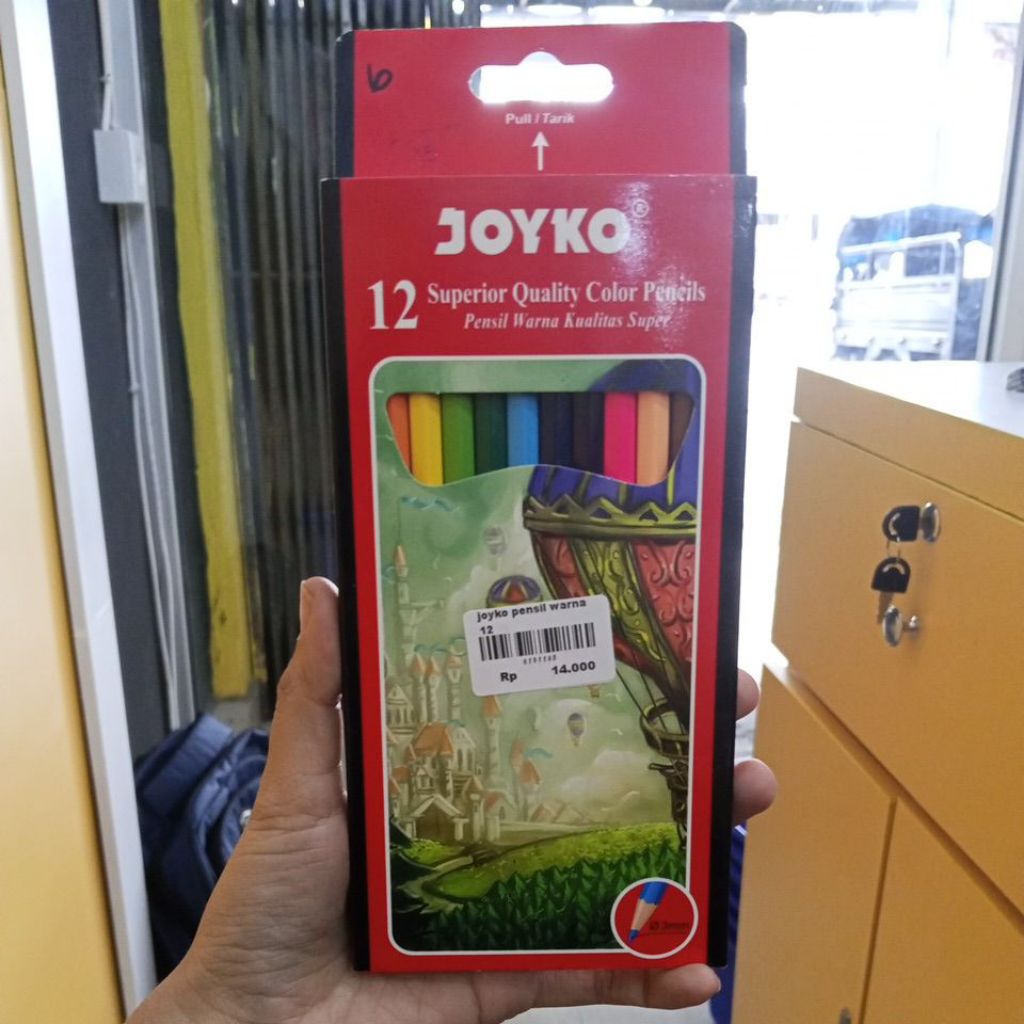 6
Pull / Tarik
JOYKO®
12 Superior Quality Color Pencils
Pensil Warna Kualitas Super
joyko pensil warna
12
Rp 14.000
Ø 3mm